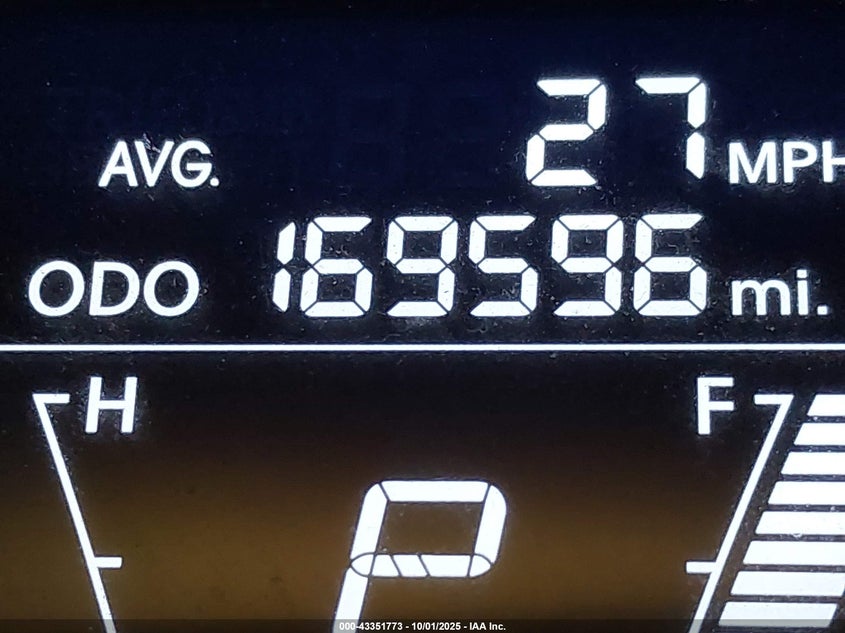 AVG. 27 MPH
ODO 169596 mi.
H F
P
000-43351773 - 10/01/2025 - IAA Inc.